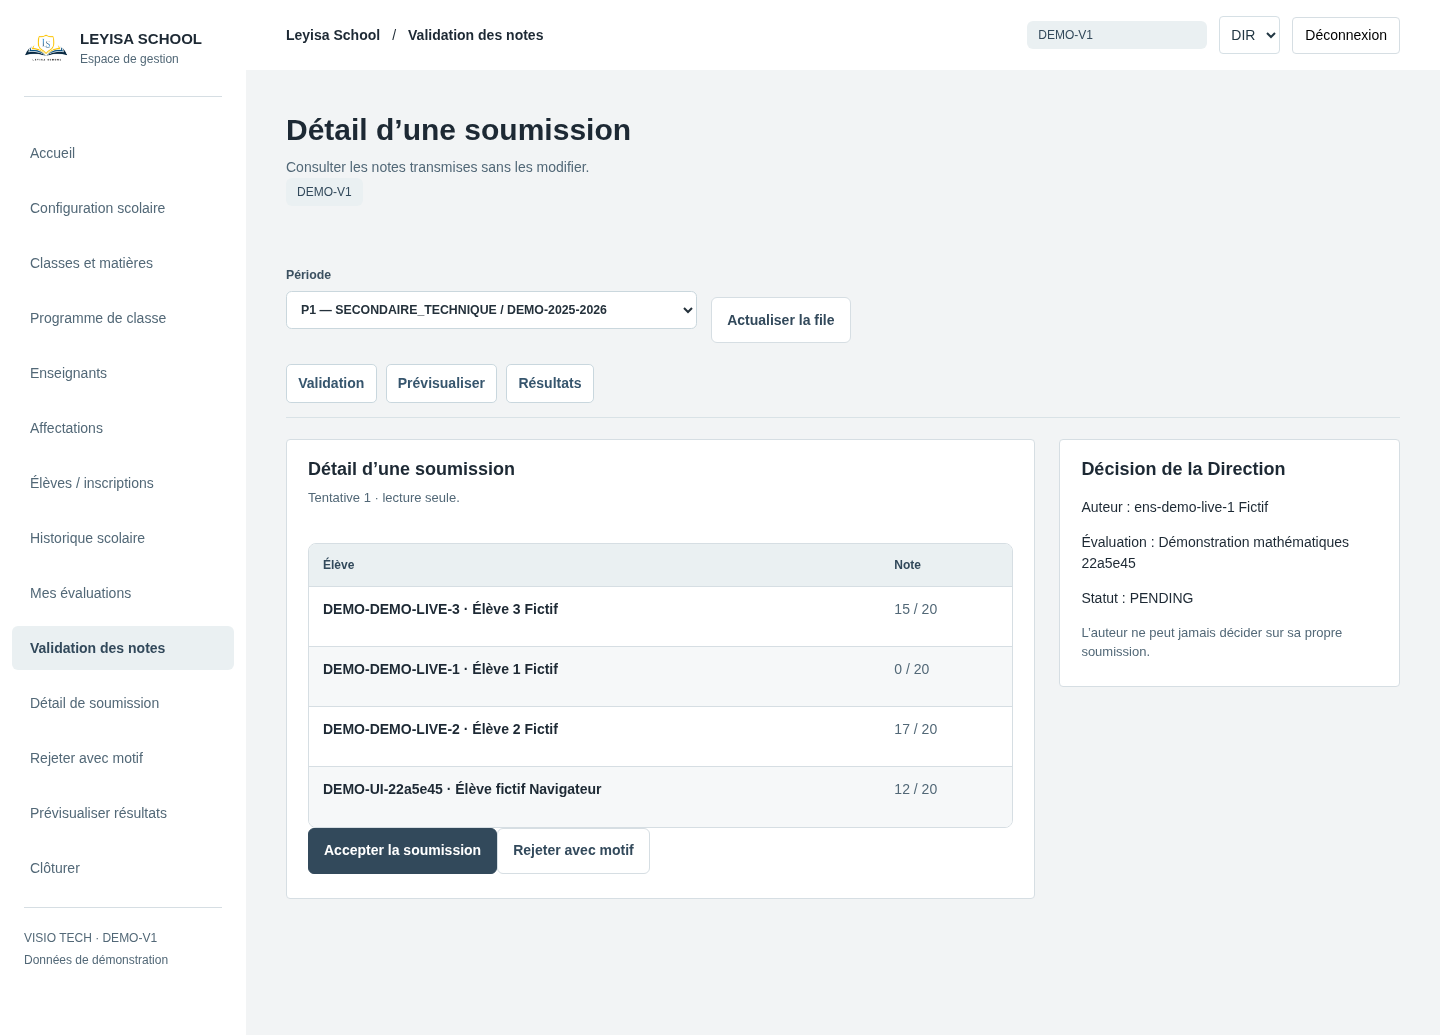 LEYISA SCHOOL
Espace de gestion
Accueil
Configuration scolaire
Classes et matières
Programme de classe
Enseignants
Affectations
Élèves / inscriptions
Historique scolaire
Mes évaluations
Validation des notes
Détail de soumission
Rejeter avec motif
Prévisualiser résultats
Clôturer
VISIO TECH · DEMO-V1
Données de démonstration
Leyisa School / Validation des notes
DEMO-V1
DIR
Déconnexion
Détail d’une soumission
Consulter les notes transmises sans les modifier.
DEMO-V1
Période
P1 — SECONDAIRE_TECHNIQUE / DEMO-2025-2026
Actualiser la file
Validation
Prévisualiser
Résultats
Détail d’une soumission
Tentative 1 · lecture seule.
Élève Note
DEMO-DEMO-LIVE-3 · Élève 3 Fictif 15 / 20
DEMO-DEMO-LIVE-1 · Élève 1 Fictif 0 / 20
DEMO-DEMO-LIVE-2 · Élève 2 Fictif 17 / 20
DEMO-UI-22a5e45 · Élève fictif Navigateur 12 / 20
Accepter la soumission
Rejeter avec motif
Décision de la Direction
Auteur : ens-demo-live-1 Fictif
Évaluation : Démonstration mathématiques
22a5e45
Statut : PENDING
L’auteur ne peut jamais décider sur sa propre
soumission.